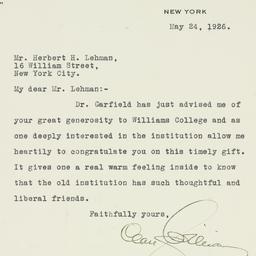 NEW YORK
May 24, 1926.
Mr. Herbert H. Lehman,
16 William Street,
New York City.
My dear Mr. Lehman:-
Dr. Garfield has just advised me of
your great generosity to Williams College and as
one deeply interested in the institution allow me
heartily to congratulate you on this timely gift.
It gives one a real warm feeling inside to know
that the old institution has such thoughtful and
liberal friends.
Faithfully yours,